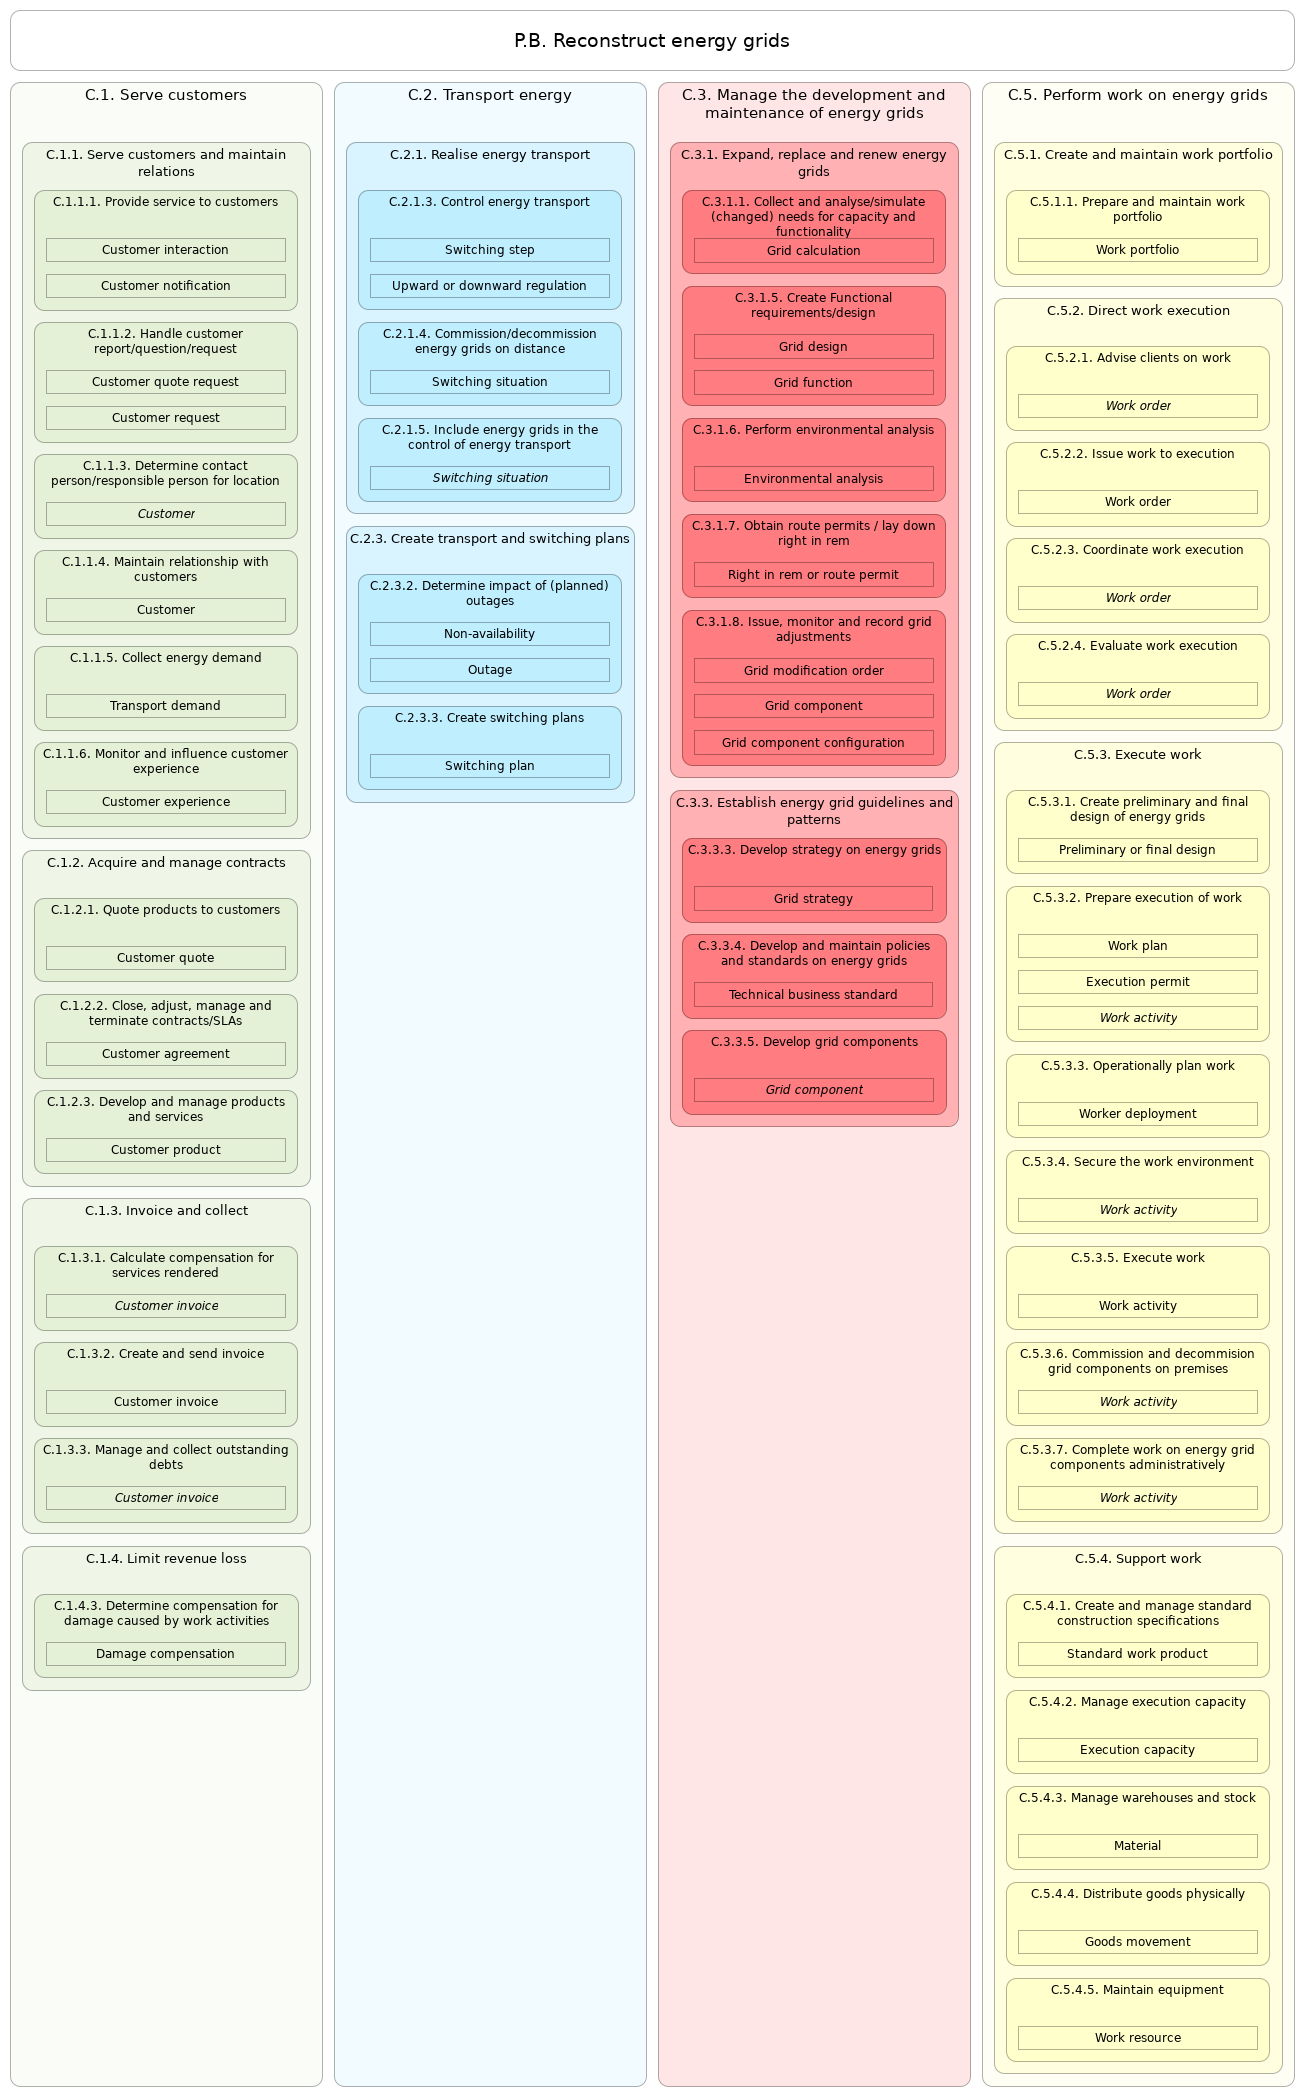 P.B. Reconstruct energy grids
C.1. Serve customers
C.1.1. Serve customers and maintain
relations
C.1.1.1. Provide service to customers
Customer interaction
Customer notification
C.1.1.2. Handle customer
report/question/request
Customer quote request
Customer request
C.1.1.3. Determine contact
person/responsible person for location
Customer
C.1.1.4. Maintain relationship with
customers
Customer
C.1.1.5. Collect energy demand
Transport demand
C.1.1.6. Monitor and influence customer
experience
Customer experience
C.1.2. Acquire and manage contracts
C.1.2.1. Quote products to customers
Customer quote
C.1.2.2. Close, adjust, manage and
terminate contracts/SLAs
Customer agreement
C.1.2.3. Develop and manage products
and services
Customer product
C.1.3. Invoice and collect
C.1.3.1. Calculate compensation for
services rendered
Customer invoice
C.1.3.2. Create and send invoice
Customer invoice
C.1.3.3. Manage and collect outstanding
debts
Customer invoice
C.1.4. Limit revenue loss
C.1.4.3. Determine compensation for
damage caused by work activities
Damage compensation
C.2. Transport energy
C.2.1. Realise energy transport
C.2.1.3. Control energy transport
Switching step
Upward or downward regulation
C.2.1.4. Commission/decommission
energy grids on distance
Switching situation
C.2.1.5. Include energy grids in the
control of energy transport
Switching situation
C.2.3. Create transport and switching plans
C.2.3.2. Determine impact of (planned)
outages
Non-availability
Outage
C.2.3.3. Create switching plans
Switching plan
C.3. Manage the development and
maintenance of energy grids
C.3.1. Expand, replace and renew energy
grids
C.3.1.1. Collect and analyse/simulate
(changed) needs for capacity and
functionality
Grid calculation
C.3.1.5. Create Functional
requirements/design
Grid design
Grid function
C.3.1.6. Perform environmental analysis
Environmental analysis
C.3.1.7. Obtain route permits / lay down
right in rem
Right in rem or route permit
C.3.1.8. Issue, monitor and record grid
adjustments
Grid modification order
Grid component
Grid component configuration
C.3.3. Establish energy grid guidelines and
patterns
C.3.3.3. Develop strategy on energy grids
Grid strategy
C.3.3.4. Develop and maintain policies
and standards on energy grids
Technical business standard
C.3.3.5. Develop grid components
Grid component
C.5. Perform work on energy grids
C.5.1. Create and maintain work portfolio
C.5.1.1. Prepare and maintain work
portfolio
Work portfolio
C.5.2. Direct work execution
C.5.2.1. Advise clients on work
Work order
C.5.2.2. Issue work to execution
Work order
C.5.2.3. Coordinate work execution
Work order
C.5.2.4. Evaluate work execution
Work order
C.5.3. Execute work
C.5.3.1. Create preliminary and final
design of energy grids
Preliminary or final design
C.5.3.2. Prepare execution of work
Work plan
Execution permit
Work activity
C.5.3.3. Operationally plan work
Worker deployment
C.5.3.4. Secure the work environment
Work activity
C.5.3.5. Execute work
Work activity
C.5.3.6. Commission and decommision
grid components on premises
Work activity
C.5.3.7. Complete work on energy grid
components administratively
Work activity
C.5.4. Support work
C.5.4.1. Create and manage standard
construction specifications
Standard work product
C.5.4.2. Manage execution capacity
Execution capacity
C.5.4.3. Manage warehouses and stock
Material
C.5.4.4. Distribute goods physically
Goods movement
C.5.4.5. Maintain equipment
Work resource